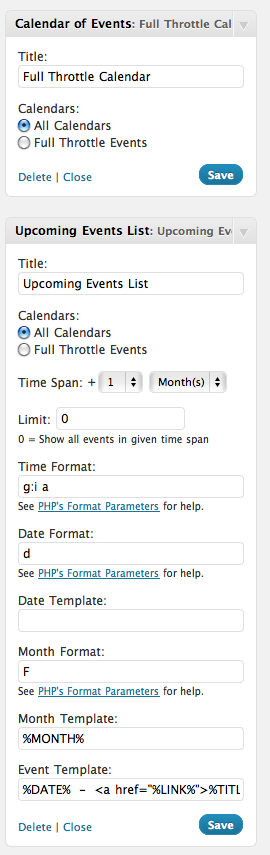 Calendar of Events: Full Throttle Cal
Title:
Full Throttle Calendar
Calendars:
All Calendars
Full Throttle Events
Delete | Close
Save
Upcoming Events List: Upcoming Eve
Title:
Upcoming Events List
Calendars:
All Calendars
Full Throttle Events
Time Span: + 1 Month(s)
Limit: 0
0 = Show all events in given time span
Time Format:
g:i a
See PHP's Format Parameters for help.
Date Format:
d
See PHP's Format Parameters for help.
Date Template:
Month Format:
F
See PHP's Format Parameters for help.
Month Template:
%MONTH%
Event Template:
%DATE% - <a href="%LINK%">%TITL
Delete | Close
Save